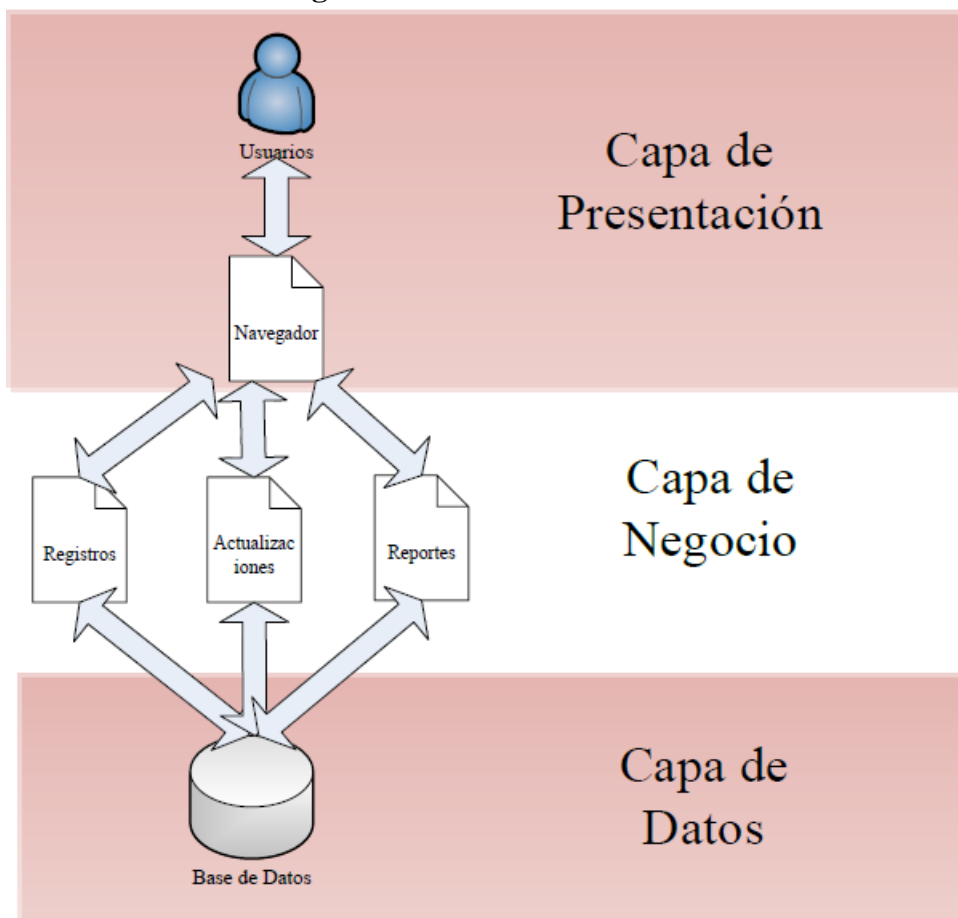 Usuarios
Capa de
Presentación
Navegador
Capa de
Negocio
Registros
Actualizac
iones
Reportes
Capa de
Datos
Base de Datos